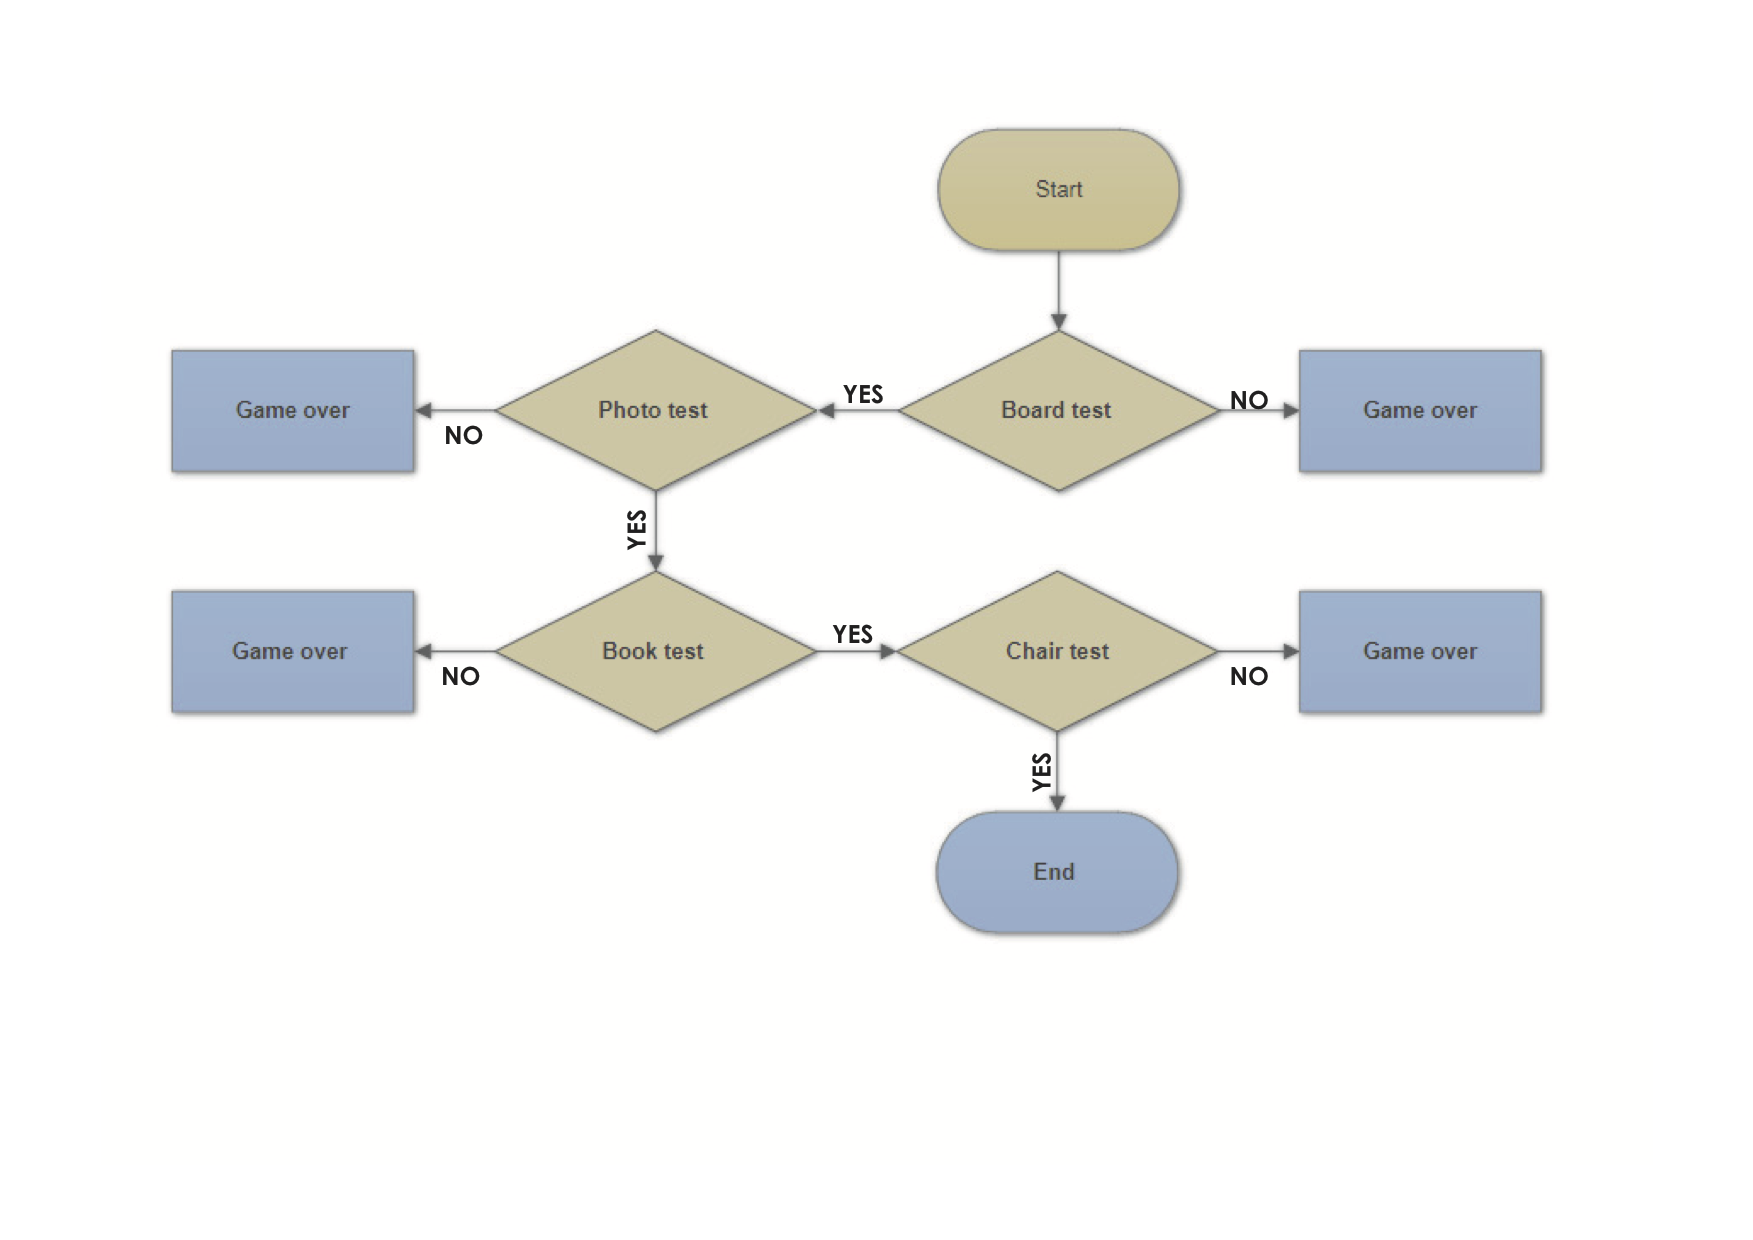 Start
Game over
NO
Photo test
YES
Board test
NO
Game over
YES
Game over
NO
Book test
YES
Chair test
NO
Game over
YES
End